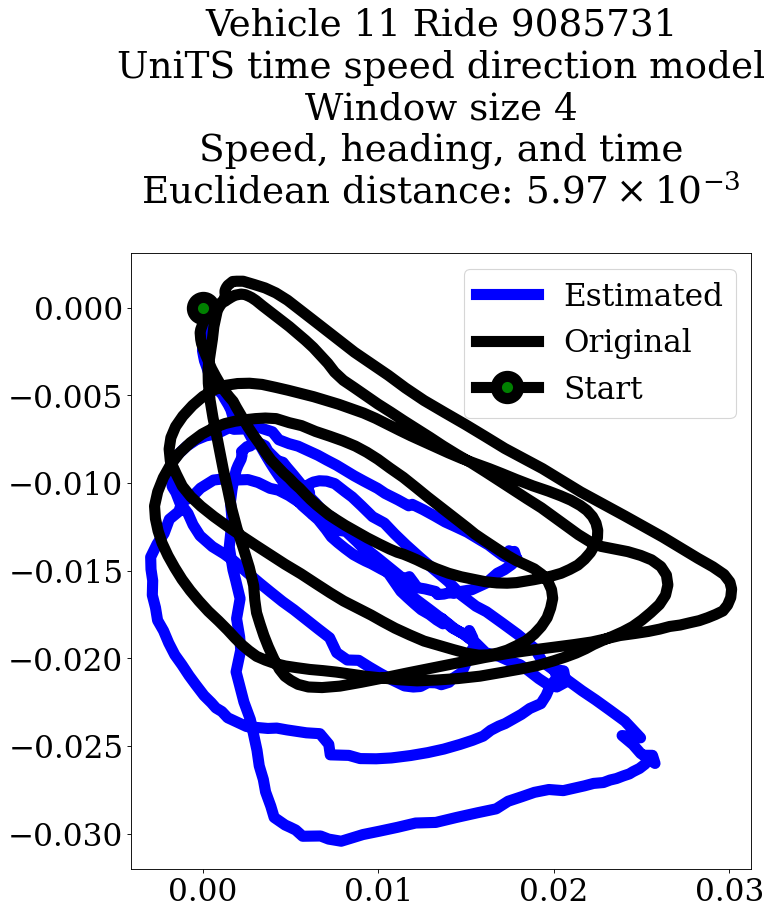 Vehicle 11 Ride 9085731
UniTS time speed direction model
Window size 4
Speed, heading, and time
Euclidean distance: 5.97 × 10⁻³
Estimated
Original
Start
0.000
−0.005
−0.010
−0.015
−0.020
−0.025
−0.030
0.00 0.01 0.02 0.03